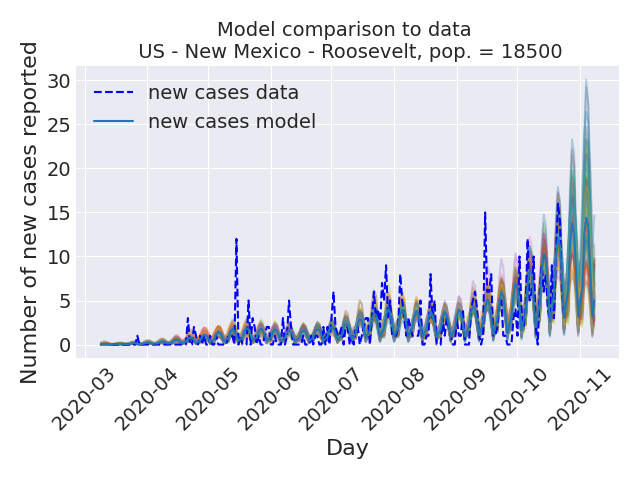 Model comparison to data
US - New Mexico - Roosevelt, pop. = 18500
Number of new cases reported
30
25
20
15
10
5
0
new cases data
new cases model
2020-03
2020-04
2020-05
2020-06
2020-07
2020-08
2020-09
2020-10
2020-11
Day